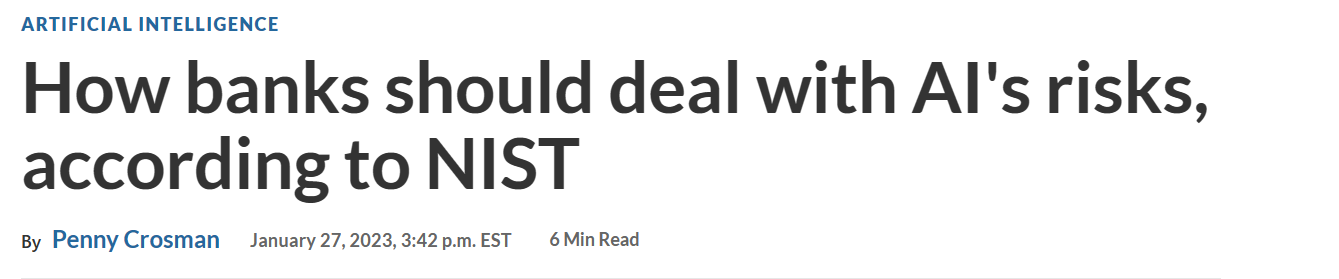 ARTIFICIAL INTELLIGENCE
How banks should deal with AI's risks,
according to NIST
By Penny Crosman January 27, 2023, 3:42 p.m. EST 6 Min Read